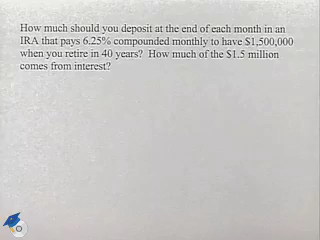 How much should you deposit at the end of each month in an
IRA that pays 6.25% compounded monthly to have $1,500,000
when you retire in 40 years?  How much of the $1.5 million
comes from interest?